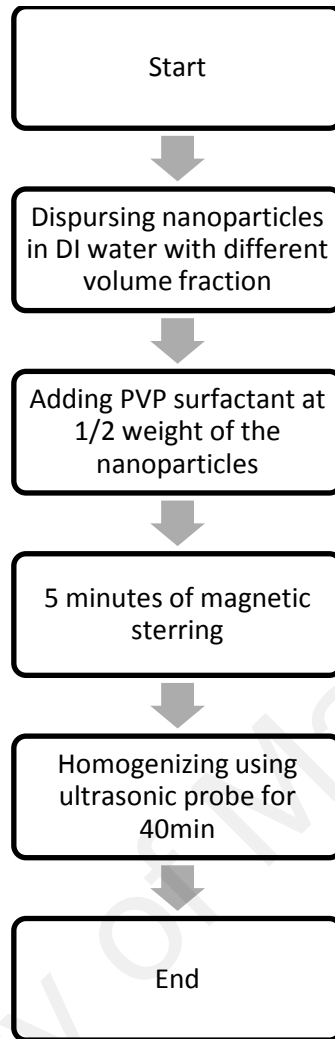 Start
Dispursing nanoparticles
in DI water with different
volume fraction
Adding PVP surfactant at
1/2 weight of the
nanoparticles
5 minutes of magnetic
sterring
Homogenizing using
ultrasonic probe for
40min
End